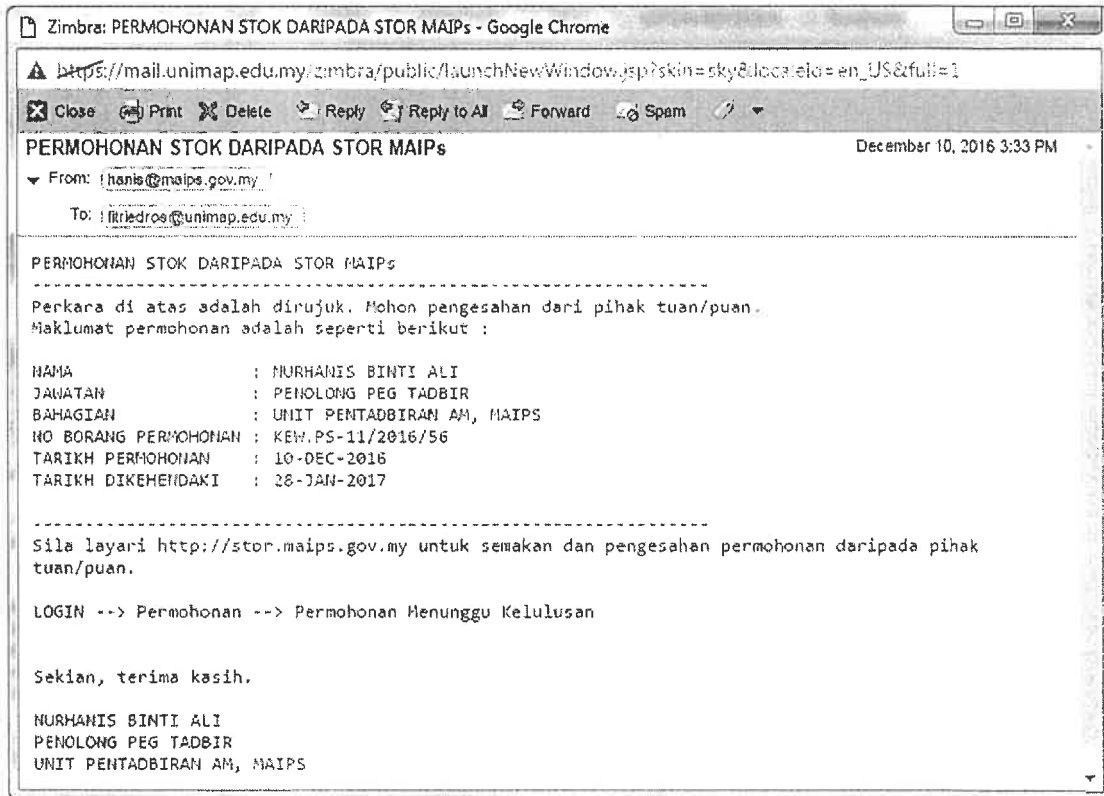 Zimbra: PERMOHONAN STOK DARIPADA STOR MAIPs - Google Chrome
https://mail.unimap.edu.my/zimbra/public/launchNewWindow.jsp?skin=sky&localeId=en_US&full=1
Close Print Delete Reply Reply to All Forward Spam
PERMOHONAN STOK DARIPADA STOR MAIPs December 10, 2016 3:33 PM
From: hanis@maips.gov.my
To: fitriedros@unimap.edu.my
PERMOHONAN STOK DARIPADA STOR MAIPs
-----------------------------------------------------------------
Perkara di atas adalah dirujuk. Mohon pengesahan dari pihak tuan/puan.
Maklumat permohonan adalah seperti berikut :
NAMA : NURHANIS BINTI ALI
JAWATAN : PENOLONG PEG TADBIR
BAHAGIAN : UNIT PENTADBIRAN AM, MAIPS
NO BORANG PERMOHONAN : KEW.PS-11/2016/56
TARIKH PERMOHONAN : 10-DEC-2016
TARIKH DIKEHENDAKI : 28-JAN-2017
-----------------------------------------------------------------
Sila layari http://stor.maips.gov.my untuk semakan dan pengesahan permohonan daripada pihak
tuan/puan.
LOGIN --> Permohonan --> Permohonan Menunggu Kelulusan
Sekian, terima kasih.
NURHANIS BINTI ALI
PENOLONG PEG TADBIR
UNIT PENTADBIRAN AM, MAIPS